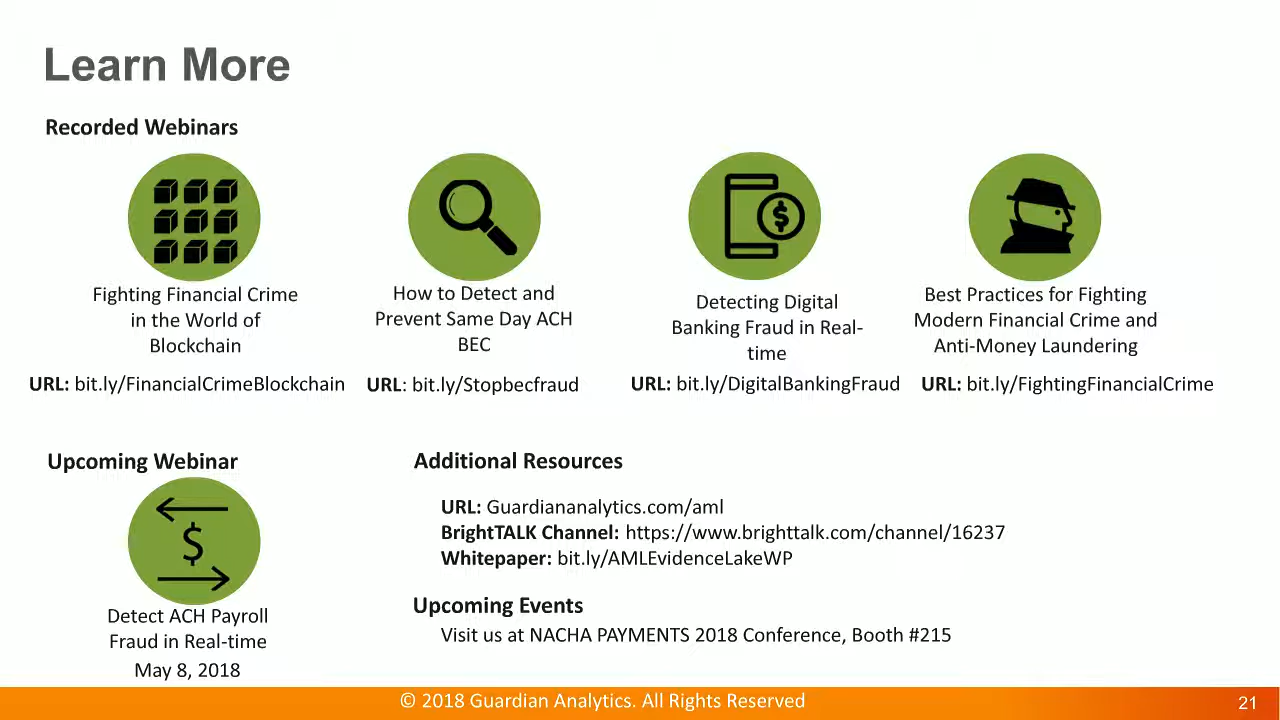 Learn More
Recorded Webinars
Fighting Financial Crime
in the World of
Blockchain
URL: bit.ly/FinancialCrimeBlockchain
How to Detect and
Prevent Same Day ACH
BEC
URL: bit.ly/Stopbecfraud
$
Detecting Digital
Banking Fraud in Real-
time
URL: bit.ly/DigitalBankingFraud
Best Practices for Fighting
Modern Financial Crime and
Anti-Money Laundering
URL: bit.ly/FightingFinancialCrime
Upcoming Webinar
$
Detect ACH Payroll
Fraud in Real-time
May 8, 2018
Additional Resources
URL: Guardiananalytics.com/aml
BrightTALK Channel: https://www.brighttalk.com/channel/16237
Whitepaper: bit.ly/AMLEvidenceLakeWP
Upcoming Events
Visit us at NACHA PAYMENTS 2018 Conference, Booth #215
© 2018 Guardian Analytics. All Rights Reserved
21